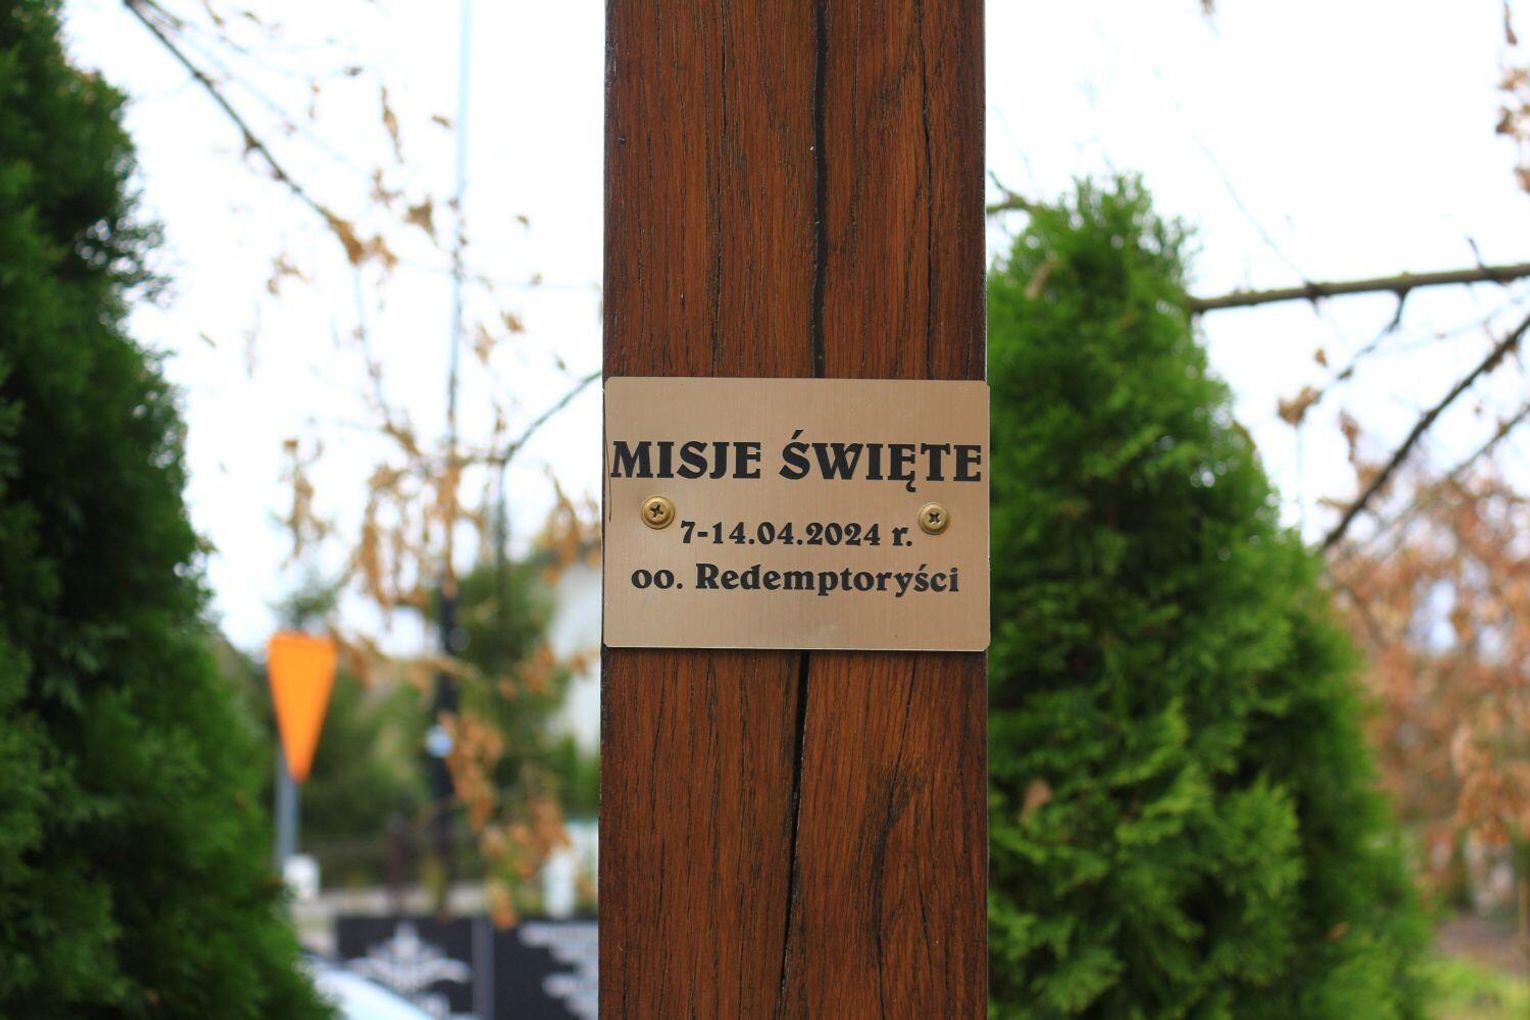 MISJE ŚWIĘTE
7-14.04.2024 r.
oo. Redemptoryści